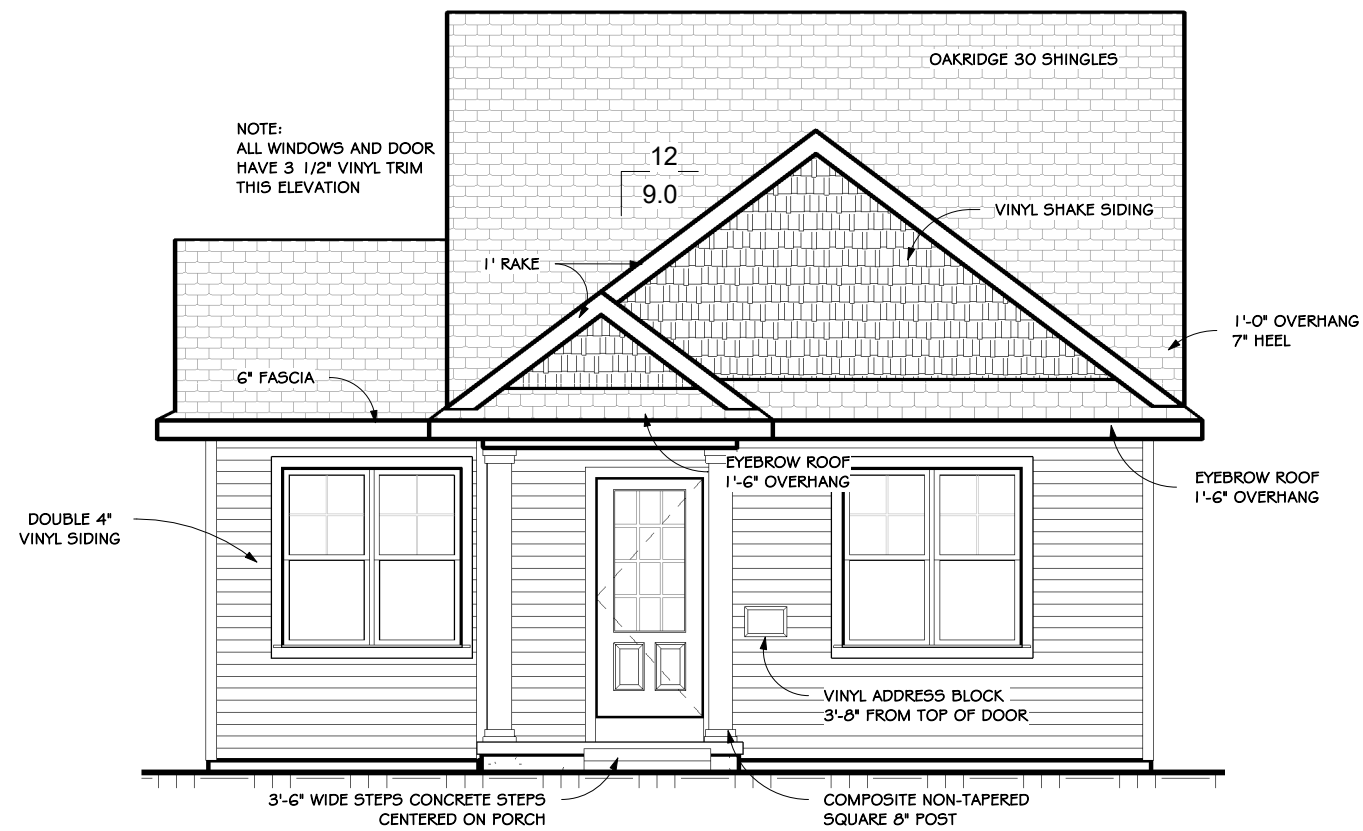 OAKRIDGE 30 SHINGLES
NOTE:
ALL WINDOWS AND DOOR
HAVE 3 1/2" VINYL TRIM
THIS ELEVATION
12
9.0
VINYL SHAKE SIDING
1' RAKE
1'-0" OVERHANG
7" HEEL
6" FASCIA
EYEBROW ROOF
1'-6" OVERHANG
EYEBROW ROOF
1'-6" OVERHANG
DOUBLE 4"
VINYL SIDING
VINYL ADDRESS BLOCK
3'-8" FROM TOP OF DOOR
3'-6" WIDE STEPS CONCRETE STEPS
CENTERED ON PORCH
COMPOSITE NON-TAPERED
SQUARE 8" POST